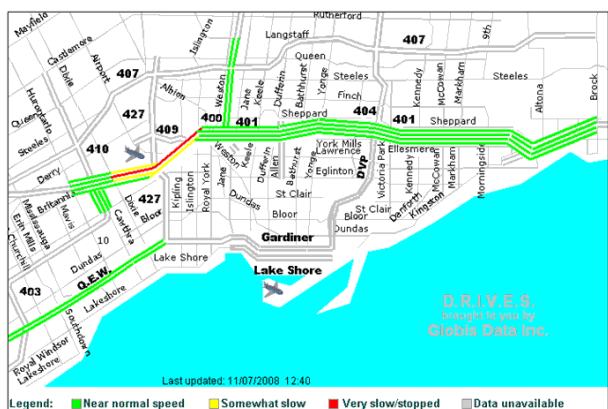 Mayfield
Rutherford
Castlemore
Dixie
Airport
Islington
Langstaff
407
9th
Queen
407
Weston
Jane
Keele
Dufferin
Bathurst
Yonge
Steeles
Kennedy
McCowan
Markham
Steeles
Altona
Brock
Hurontario
Queen
Steeles
427
Albion
Finch
400
401
Sheppard
404
401
Sheppard
409
410
York Mills
Ellesmere
Lawrence
Weston
Keele
Dufferin
Allen
Bathurst
Yonge
Eglinton
DVP
Victoria Park
Kennedy
McCowan
Markham
Morningside
Derry
Britannia
Mississauga
Erin Mills
Churchill
Mavis
Cawthra
Dixie
427
Bloor
Kipling
Islington
Royal York
Jane
Dundas
St Clair
Bloor
St Clair
Bloor
Dundas
Danforth
Kingston
Gardiner
10
Dundas
Q.E.W.
Lake Shore
Lake Shore
403
Lakeshore
Southdown
Royal Windsor
Lakeshore
D.R.I.V.E.S.
brought to you by
Globis Data Inc.
Last updated: 11/07/2008 12:40
Legend: Near normal speed Somewhat slow Very slow/stopped Data unavailable